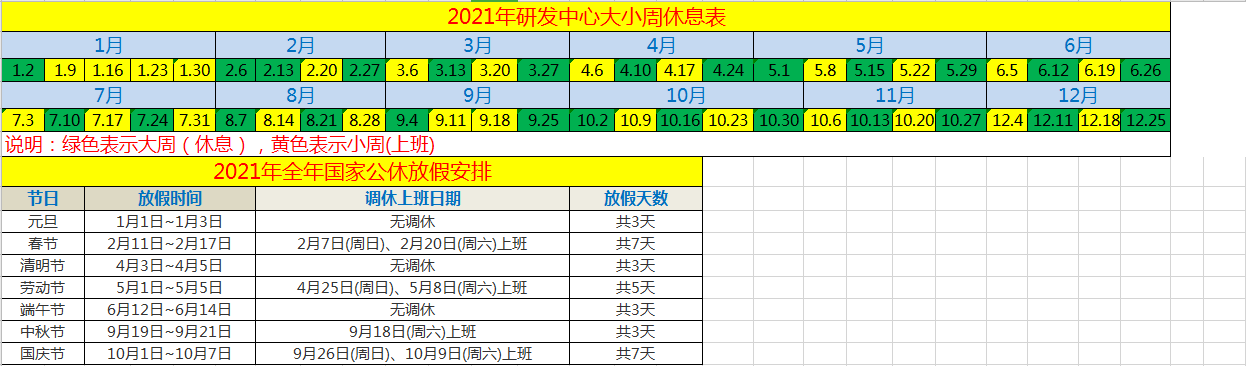 2021年研发中心大小周休息表
1月 2月 3月 4月 5月 6月
1.2 1.9 1.16 1.23 1.30 2.6 2.13 2.20 2.27 3.6 3.13 3.20 3.27 4.6 4.10 4.17 4.24 5.1 5.8 5.15 5.22 5.29 6.5 6.12 6.19 6.26
7月 8月 9月 10月 11月 12月
7.3 7.10 7.17 7.24 7.31 8.7 8.14 8.21 8.28 9.4 9.11 9.18 9.25 10.2 10.9 10.16 10.23 10.30 10.6 10.13 10.20 10.27 12.4 12.11 12.18 12.25
说明：绿色表示大周（休息），黄色表示小周(上班)
2021年全年国家公休放假安排
节日 放假时间 调休上班日期 放假天数
元旦 1月1日~1月3日 无调休 共3天
春节 2月11日~2月17日 2月7日(周日)、2月20日(周六)上班 共7天
清明节 4月3日~4月5日 无调休 共3天
劳动节 5月1日~5月5日 4月25日(周日)、5月8日(周六)上班 共5天
端午节 6月12日~6月14日 无调休 共3天
中秋节 9月19日~9月21日 9月18日(周六)上班 共3天
国庆节 10月1日~10月7日 9月26日(周日)、10月9日(周六)上班 共7天